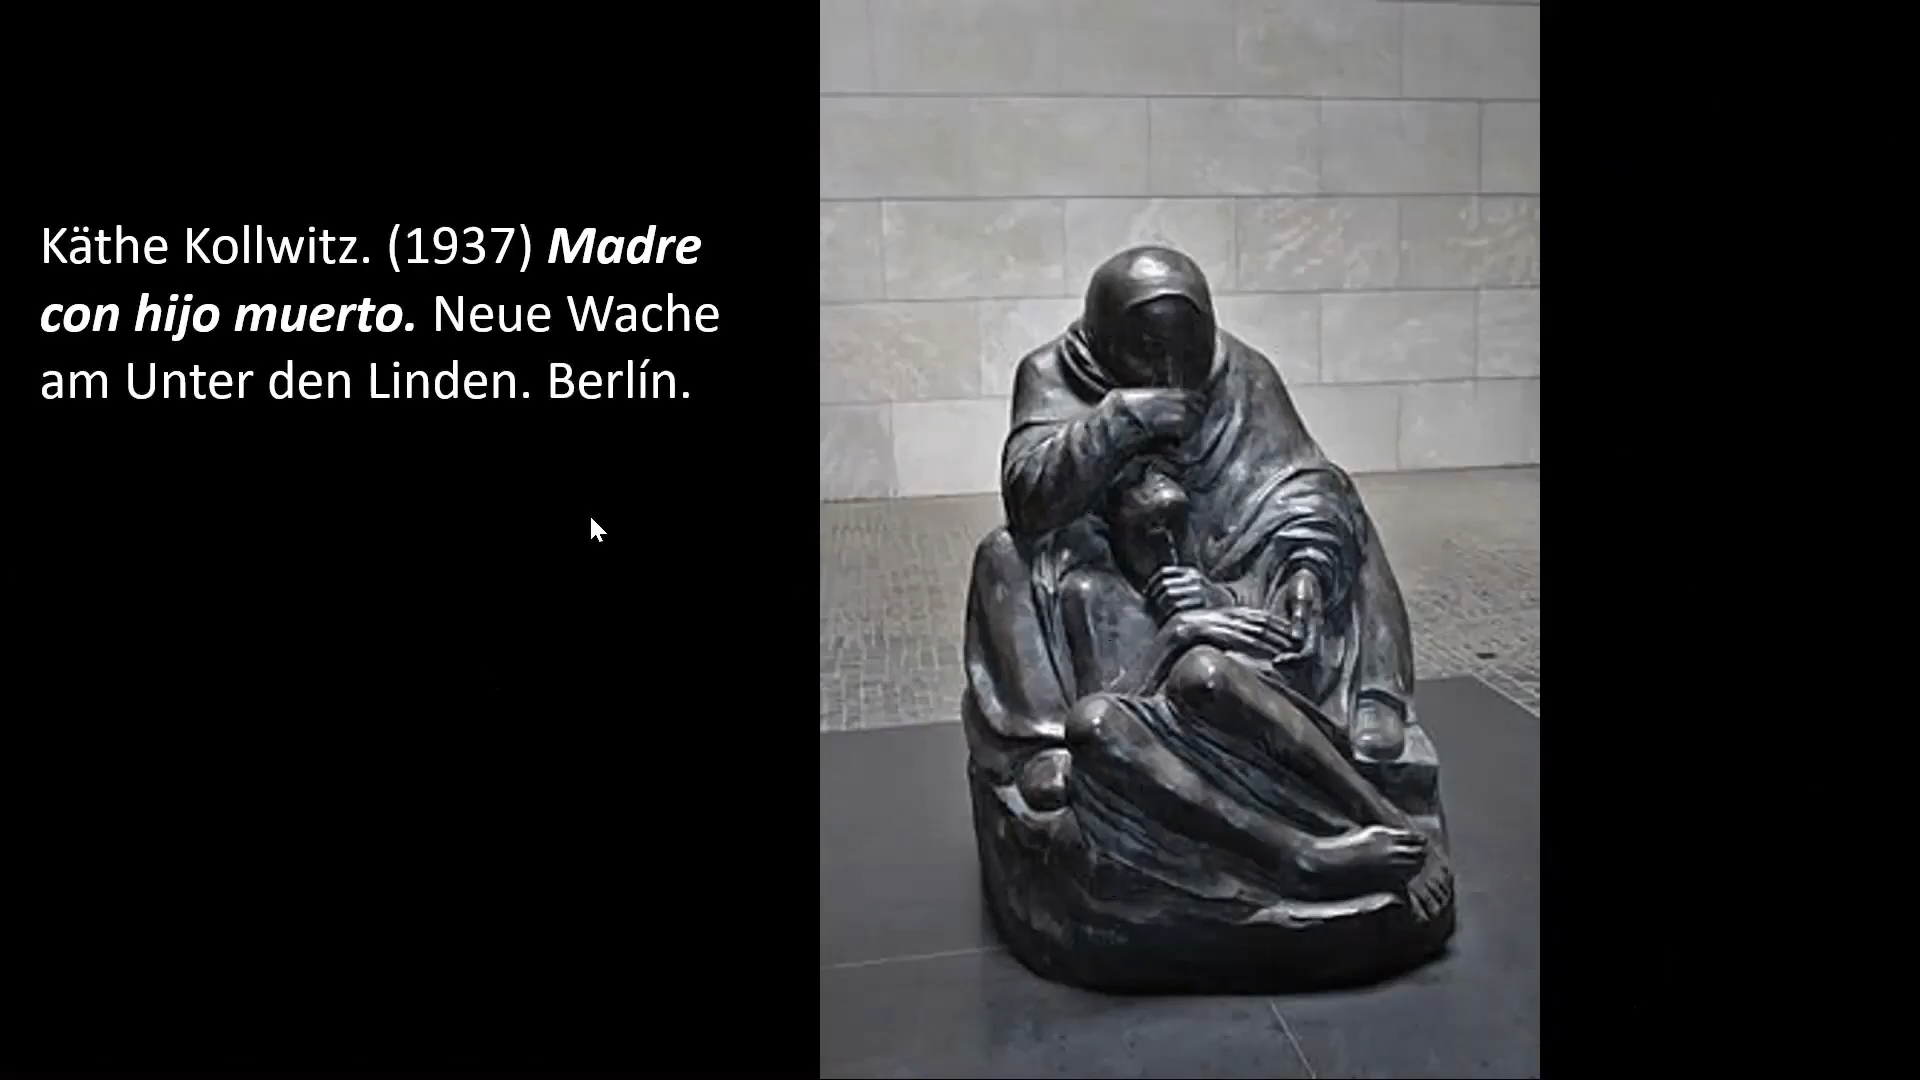 Käthe Kollwitz. (1937) Madre
con hijo muerto. Neue Wache
am Unter den Linden. Berlín.